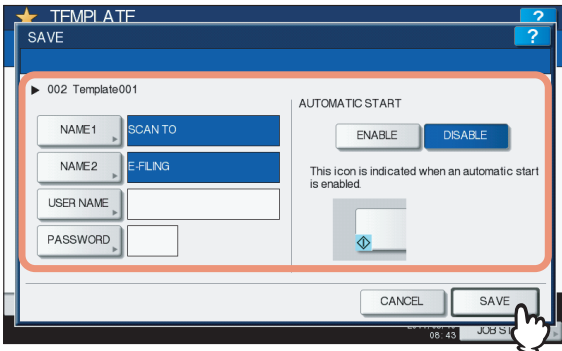 TEMPLATE
?
SAVE
?
002 Template001
NAME1
SCAN TO
NAME2
E-FILING
USER NAME
PASSWORD
AUTOMATIC START
ENABLE
DISABLE
This icon is indicated when an automatic start
is enabled.
CANCEL
SAVE
08:43
JOB ST